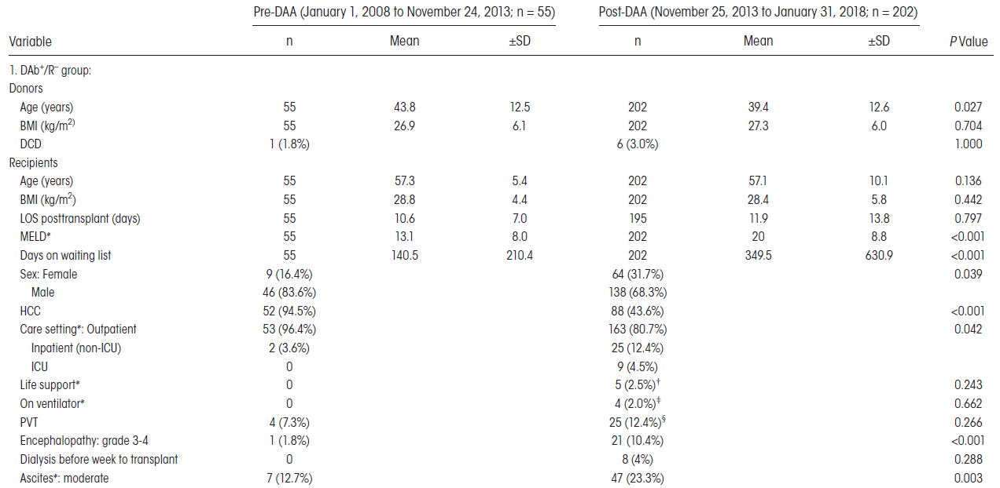 Pre-DAA (January 1, 2008 to November 24, 2013; n = 55) Post-DAA (November 25, 2013 to January 31, 2018; n = 202)
Variable n Mean ±SD n Mean ±SD P Value
1. DAb+/R– group:
Donors
Age (years) 55 43.8 12.5 202 39.4 12.6 0.027
BMI (kg/m2) 55 26.9 6.1 202 27.3 6.0 0.704
DCD 1 (1.8%) 6 (3.0%) 1.000
Recipients
Age (years) 55 57.3 5.4 202 57.1 10.1 0.136
BMI (kg/m2) 55 28.8 4.4 202 28.4 5.8 0.442
LOS posttransplant (days) 55 10.6 7.0 195 11.9 13.8 0.797
MELD* 55 13.1 8.0 202 20 8.8 <0.001
Days on waiting list 55 140.5 210.4 202 349.5 630.9 <0.001
Sex: Female 9 (16.4%) 64 (31.7%) 0.039
Male 46 (83.6%) 138 (68.3%)
HCC 52 (94.5%) 88 (43.6%) <0.001
Care setting*: Outpatient 53 (96.4%) 163 (80.7%) 0.042
Inpatient (non-ICU) 2 (3.6%) 25 (12.4%)
ICU 0 9 (4.5%)
Life support* 0 5 (2.5%)† 0.243
On ventilator* 0 4 (2.0%)‡ 0.662
PVT 4 (7.3%) 25 (12.4%)§ 0.266
Encephalopathy: grade 3-4 1 (1.8%) 21 (10.4%) <0.001
Dialysis before week to transplant 0 8 (4%) 0.288
Ascites*: moderate 7 (12.7%) 47 (23.3%) 0.003